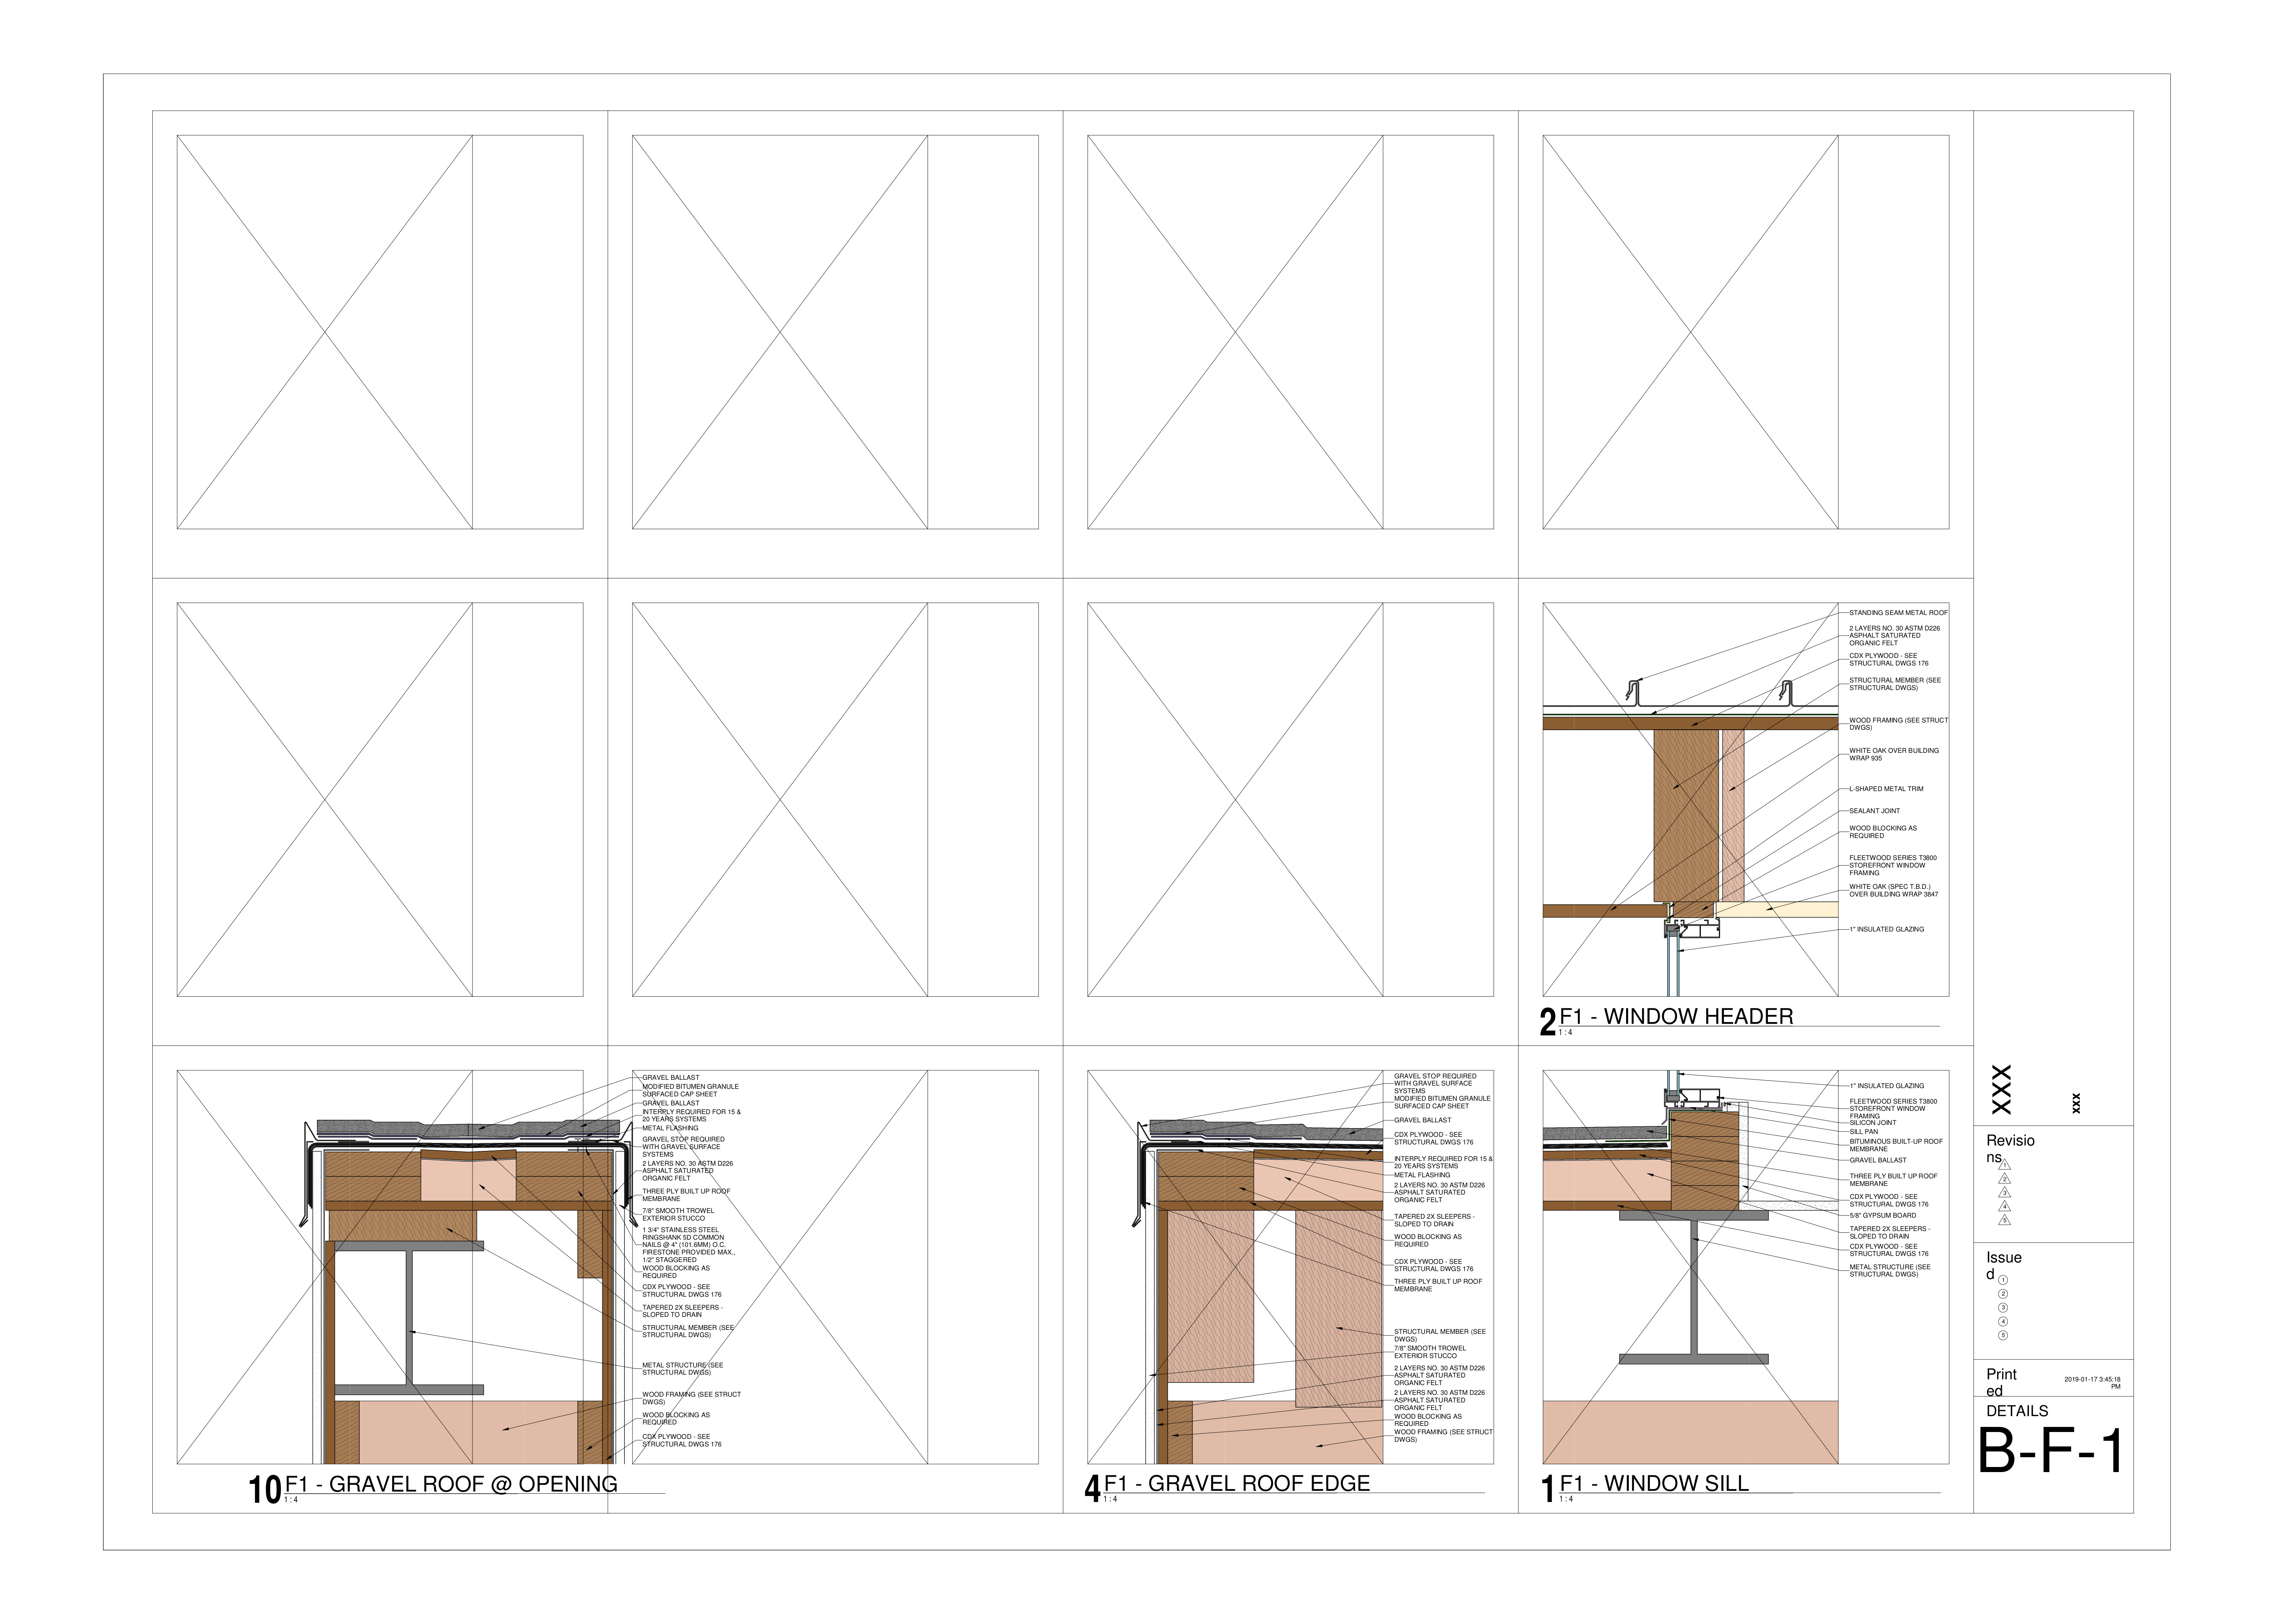 STANDING SEAM METAL ROOF
2 LAYERS NO. 30 ASTM D226
ASPHALT SATURATED
ORGANIC FELT
CDX PLYWOOD - SEE
STRUCTURAL DWGS 176
STRUCTURAL MEMBER (SEE
STRUCTURAL DWGS)
WOOD FRAMING (SEE STRUCT
DWGS)
WHITE OAK OVER BUILDING
WRAP 935
L-SHAPED METAL TRIM
SEALANT JOINT
WOOD BLOCKING AS
REQUIRED
FLEETWOOD SERIES T3800
STOREFRONT WINDOW
FRAMING
WHITE OAK (SPEC T.B.D.)
OVER BUILDING WRAP 3847
1" INSULATED GLAZING
2 F1 - WINDOW HEADER
1 : 4
GRAVEL BALLAST
MODIFIED BITUMEN GRANULE
SURFACED CAP SHEET
GRAVEL BALLAST
INTERPLY REQUIRED FOR 15 &
20 YEARS SYSTEMS
METAL FLASHING
GRAVEL STOP REQUIRED
WITH GRAVEL SURFACE
SYSTEMS
2 LAYERS NO. 30 ASTM D226
ASPHALT SATURATED
ORGANIC FELT
THREE PLY BUILT UP ROOF
MEMBRANE
7/8" SMOOTH TROWEL
EXTERIOR STUCCO
1 3/4" STAINLESS STEEL
RINGSHANK 5D COMMON
NAILS @ 4" (101.6MM) O.C.
FIRESTONE PROVIDED MAX.,
1/2" STAGGERED
WOOD BLOCKING AS
REQUIRED
CDX PLYWOOD - SEE
STRUCTURAL DWGS 176
TAPERED 2X SLEEPERS -
SLOPED TO DRAIN
STRUCTURAL MEMBER (SEE
STRUCTURAL DWGS)
METAL STRUCTURE (SEE
STRUCTURAL DWGS)
WOOD FRAMING (SEE STRUCT
DWGS)
WOOD BLOCKING AS
REQUIRED
CDX PLYWOOD - SEE
STRUCTURAL DWGS 176
10 F1 - GRAVEL ROOF @ OPENING
1 : 4
GRAVEL STOP REQUIRED
WITH GRAVEL SURFACE
SYSTEMS
MODIFIED BITUMEN GRANULE
SURFACED CAP SHEET
GRAVEL BALLAST
CDX PLYWOOD - SEE
STRUCTURAL DWGS 176
INTERPLY REQUIRED FOR 15 &
20 YEARS SYSTEMS
METAL FLASHING
2 LAYERS NO. 30 ASTM D226
ASPHALT SATURATED
ORGANIC FELT
TAPERED 2X SLEEPERS -
SLOPED TO DRAIN
WOOD BLOCKING AS
REQUIRED
CDX PLYWOOD - SEE
STRUCTURAL DWGS 176
THREE PLY BUILT UP ROOF
MEMBRANE
STRUCTURAL MEMBER (SEE
DWGS)
7/8" SMOOTH TROWEL
EXTERIOR STUCCO
2 LAYERS NO. 30 ASTM D226
ASPHALT SATURATED
ORGANIC FELT
2 LAYERS NO. 30 ASTM D226
ASPHALT SATURATED
ORGANIC FELT
WOOD BLOCKING AS
REQUIRED
WOOD FRAMING (SEE STRUCT
DWGS)
4 F1 - GRAVEL ROOF EDGE
1 : 4
1" INSULATED GLAZING
FLEETWOOD SERIES T3800
STOREFRONT WINDOW
FRAMING
SILICON JOINT
SILL PAN
BITUMINOUS BUILT-UP ROOF
MEMBRANE
GRAVEL BALLAST
THREE PLY BUILT UP ROOF
MEMBRANE
CDX PLYWOOD - SEE
STRUCTURAL DWGS 176
5/8" GYPSUM BOARD
TAPERED 2X SLEEPERS -
SLOPED TO DRAIN
CDX PLYWOOD - SEE
STRUCTURAL DWGS 176
METAL STRUCTURE (SEE
STRUCTURAL DWGS)
1 F1 - WINDOW SILL
1 : 4
XXX
XXX
Revisio
ns
1
2
3
4
5
Issue
d
1
2
3
4
5
Print
ed
2019-01-17 3:45:18
PM
DETAILS
B-F-1